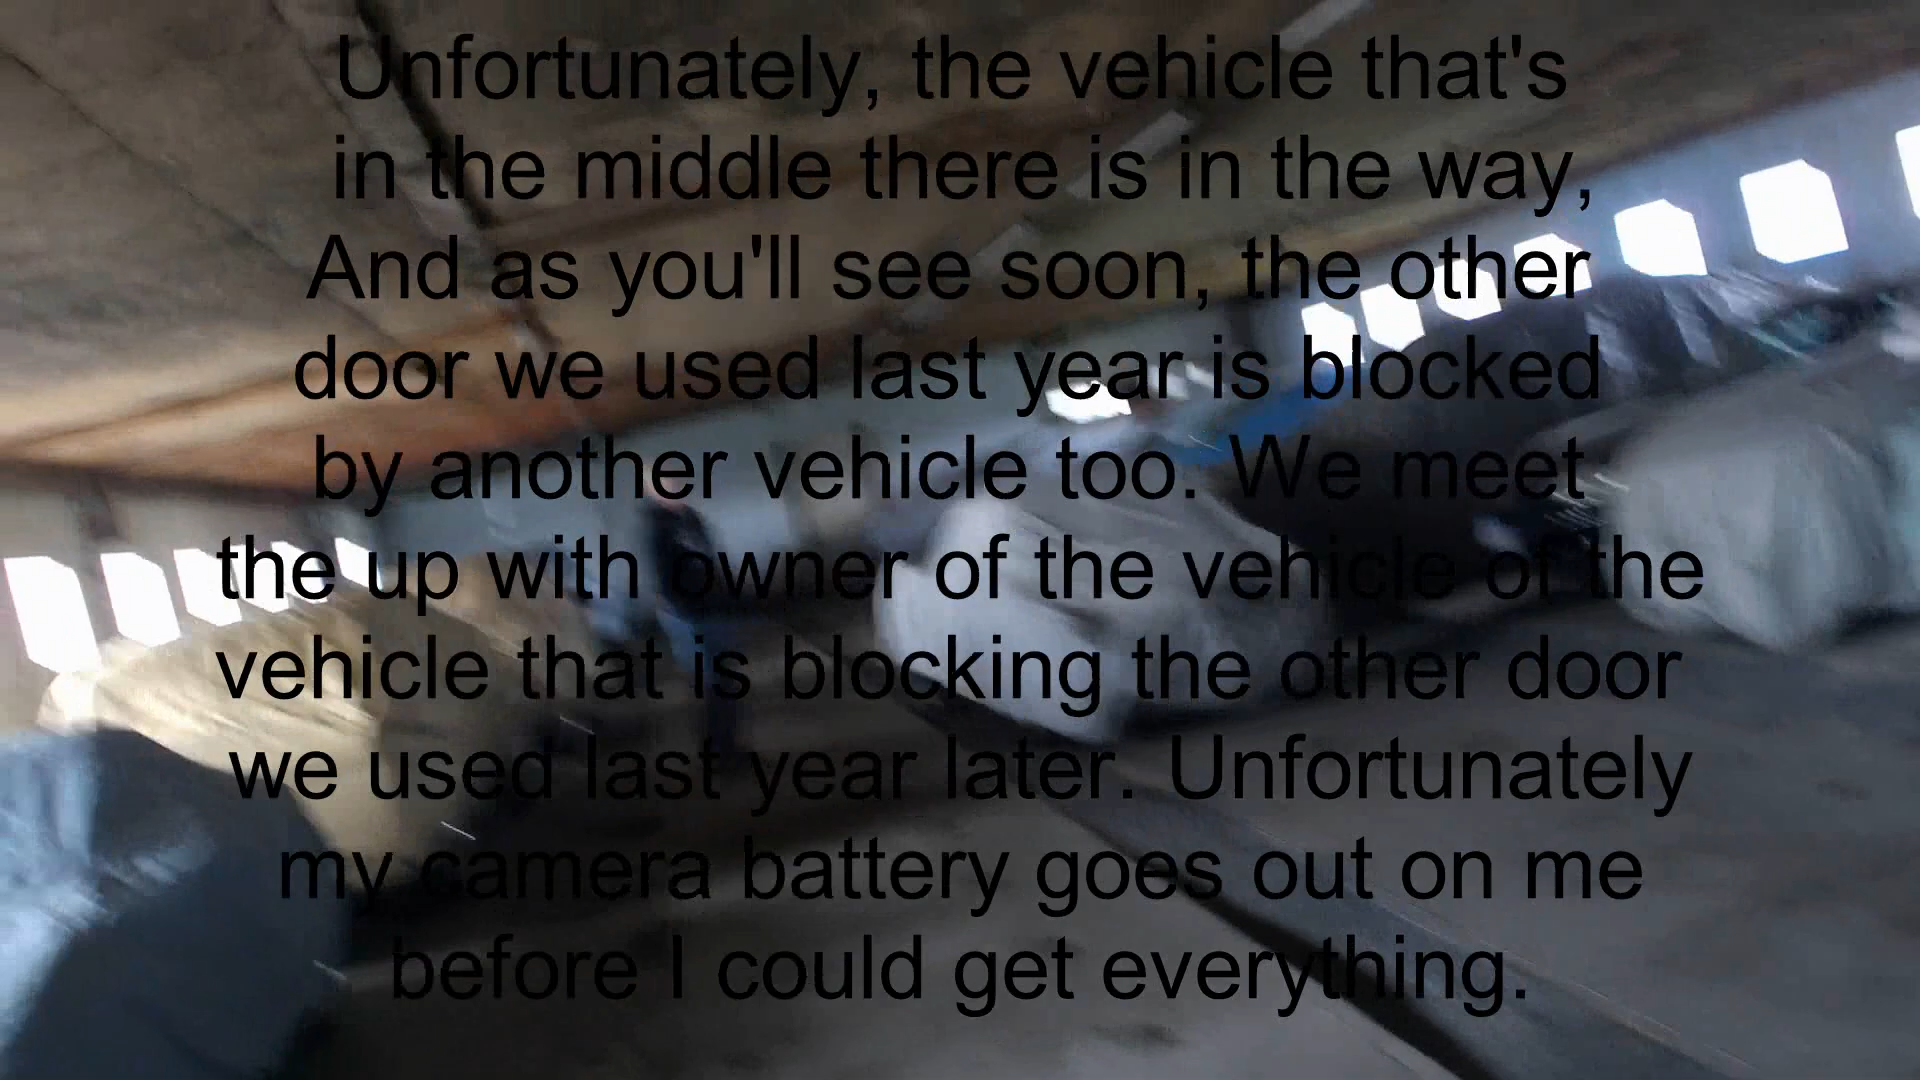 Unfortunately, the vehicle that's
in the middle there is in the way,
And as you'll see soon, the other
door we used last year is blocked
by another vehicle too. We meet
the up with owner of the vehicle of the
vehicle that is blocking the other door
we used last year later. Unfortunately
my camera battery goes out on me
before I could get everything.